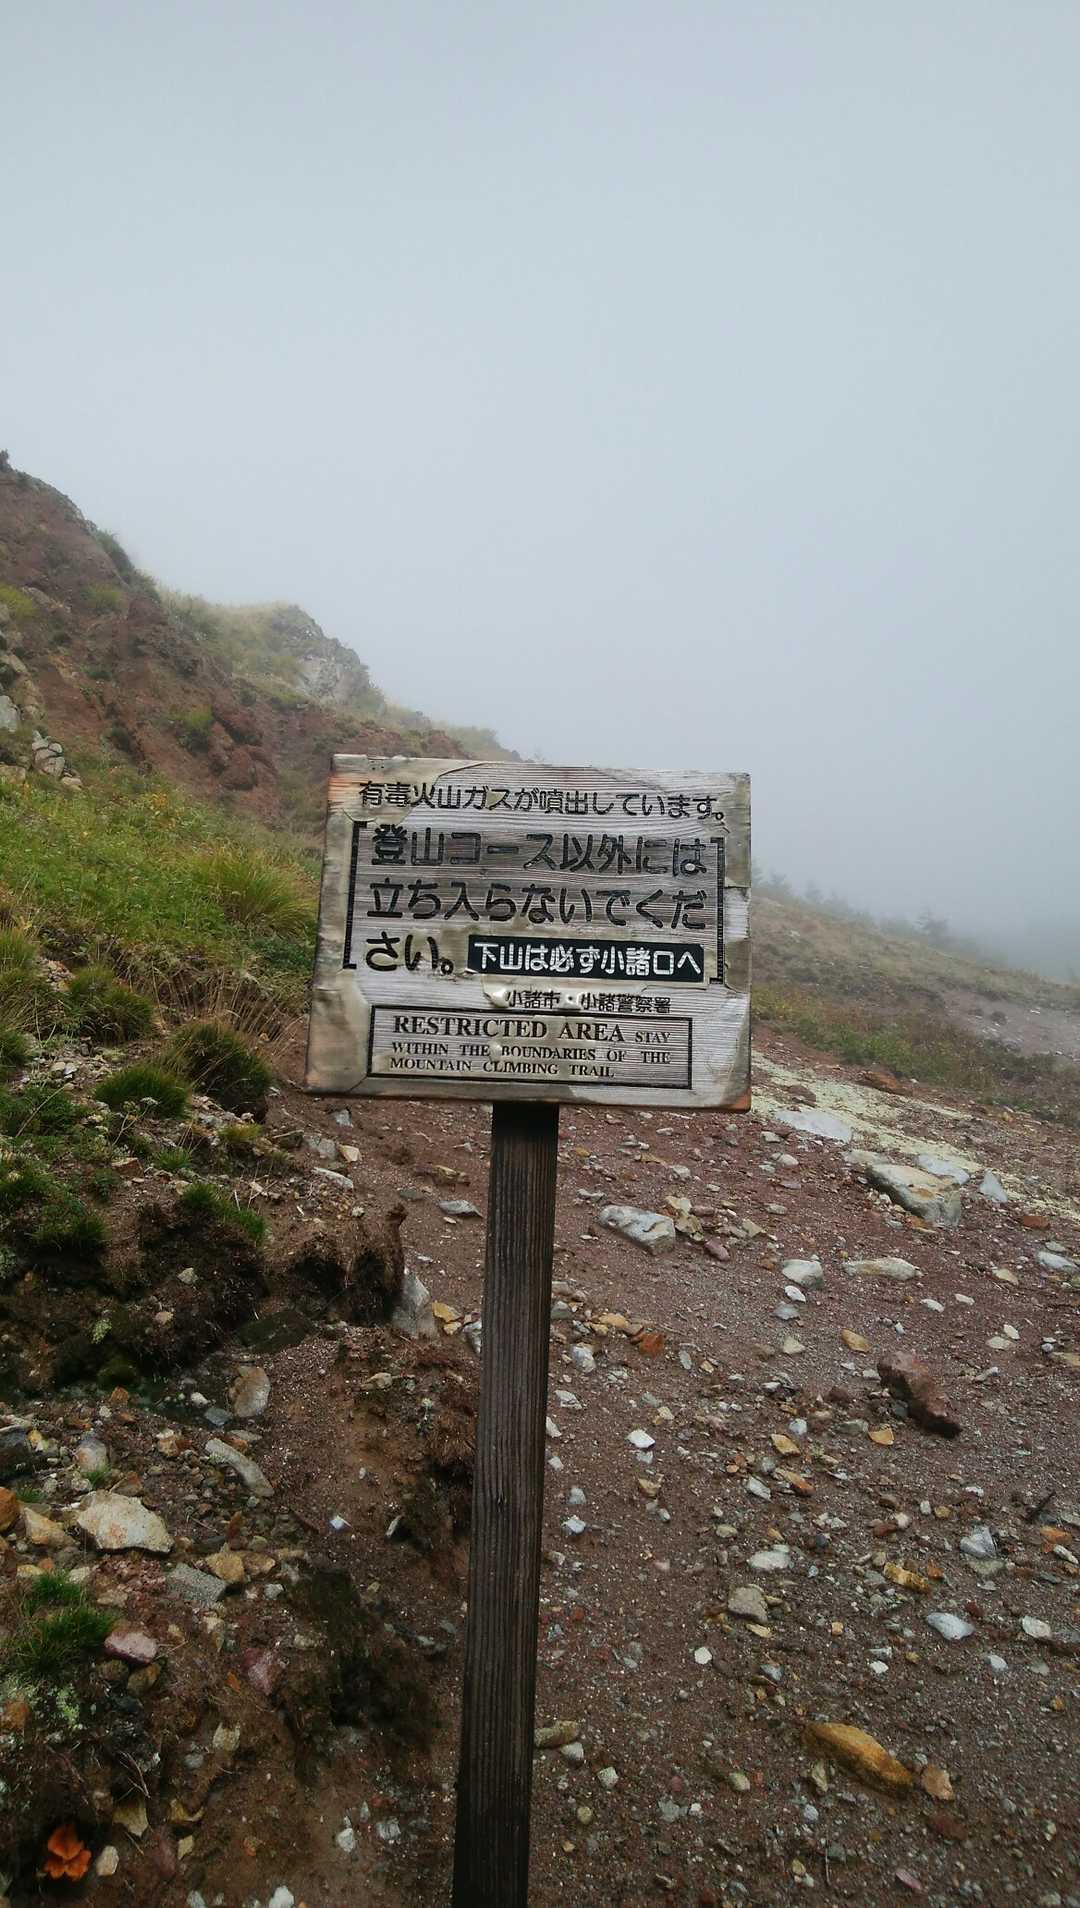 有毒火山ガスが噴出しています。
登山コース以外には
立ち入らないでくだ
さい。下山は必ず小諸口へ
小諸市・小諸警察署
RESTRICTED AREA STAY
WITHIN THE BOUNDARIES OF THE
MOUNTAIN CLIMBING TRAIL